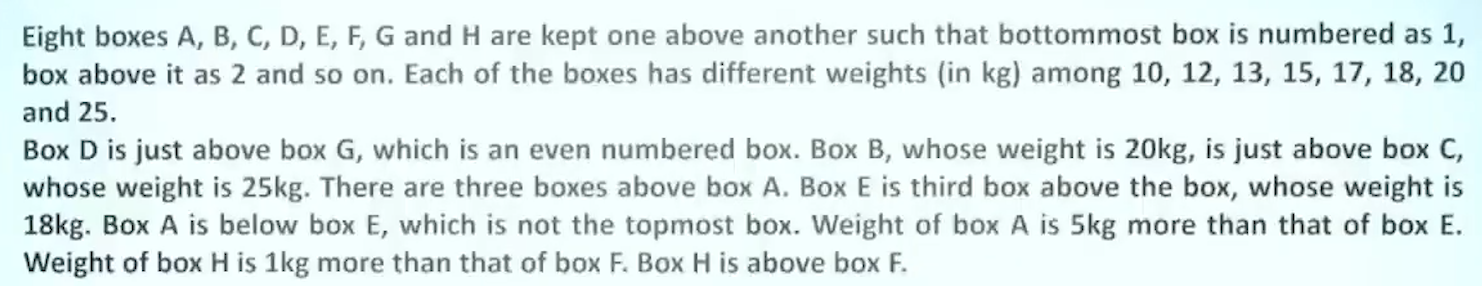 Eight boxes A, B, C, D, E, F, G and H are kept one above another such that bottommost box is numbered as 1,
box above it as 2 and so on. Each of the boxes has different weights (in kg) among 10, 12, 13, 15, 17, 18, 20
and 25.
Box D is just above box G, which is an even numbered box. Box B, whose weight is 20kg, is just above box C,
whose weight is 25kg. There are three boxes above box A. Box E is third box above the box, whose weight is
18kg. Box A is below box E, which is not the topmost box. Weight of box A is 5kg more than that of box E.
Weight of box H is 1kg more than that of box F. Box H is above box F.